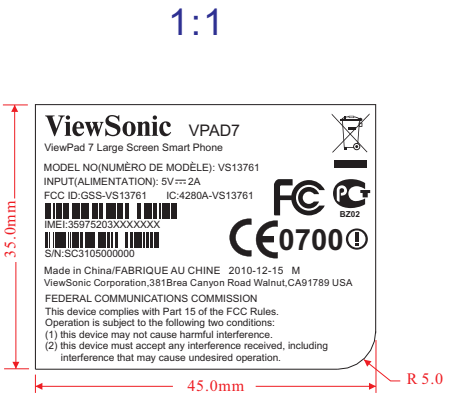 1:1
ViewSonic VPAD7
ViewPad 7 Large Screen Smart Phone
MODEL NO(NUMÈRO DE MODÈLE): VS13761
INPUT(ALIMENTATION): 5V⎓2A
FCC ID:GSS-VS13761 IC:4280A-VS13761
FC PG
BZ02
IMEI:35975203XXXXXXX
CE0700
S/N:SC3105000000
Made in China/FABRIQUE AU CHINE 2010-12-15 M
ViewSonic Corporation,381Brea Canyon Road Walnut,CA91789 USA
FEDERAL COMMUNICATIONS COMMISSION
This device complies with Part 15 of the FCC Rules.
Operation is subject to the following two conditions:
(1) this device may not cause harmful interference.
(2) this device must accept any interference received, including
interference that may cause undesired operation.
35.0mm
45.0mm
R 5.0